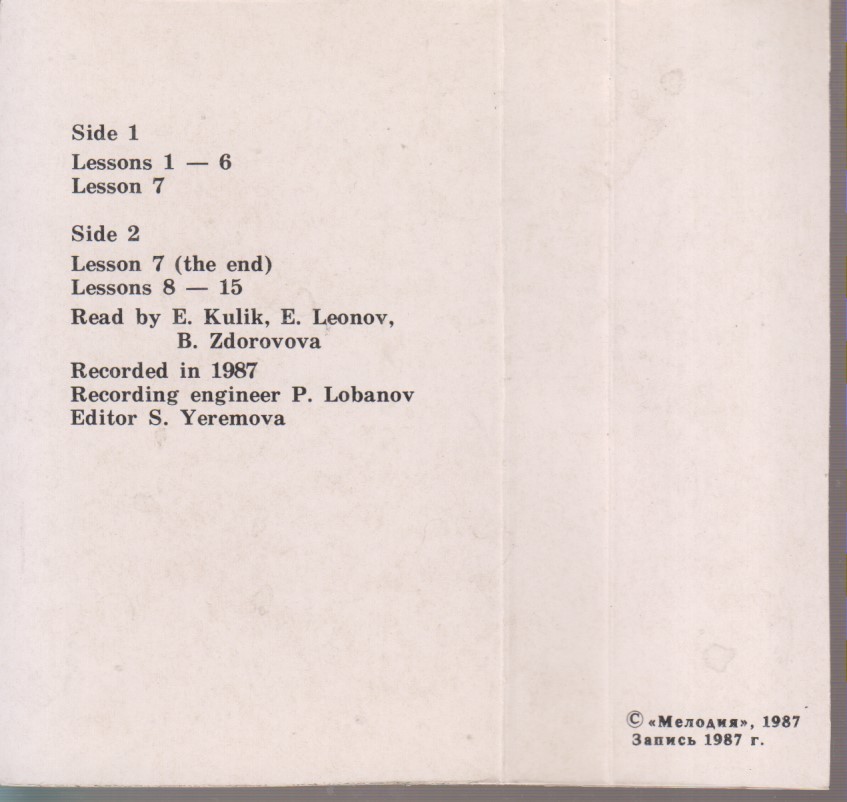 Side 1
Lessons 1 — 6
Lesson 7
Side 2
Lesson 7 (the end)
Lessons 8 — 15
Read by E. Kulik, E. Leonov,
B. Zdorovova
Recorded in 1987
Recording engineer P. Lobanov
Editor S. Yeremova
© «Мелодия», 1987
Запись 1987 г.